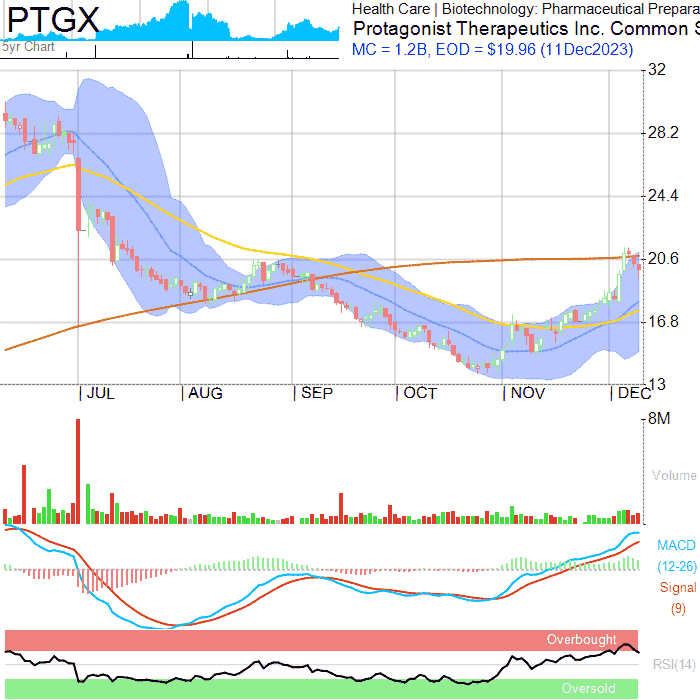 PTGX
Health Care | Biotechnology: Pharmaceutical Prepara
Protagonist Therapeutics Inc. Common S
MC = 1.2B, EOD = $19.96 (11Dec2023)
5yr Chart
32
28.2
24.4
20.6
16.8
13
JUL AUG SEP OCT NOV DEC
8M
Volume
MACD
(12-26)
Signal
(9)
Overbought
RSI(14)
Oversold